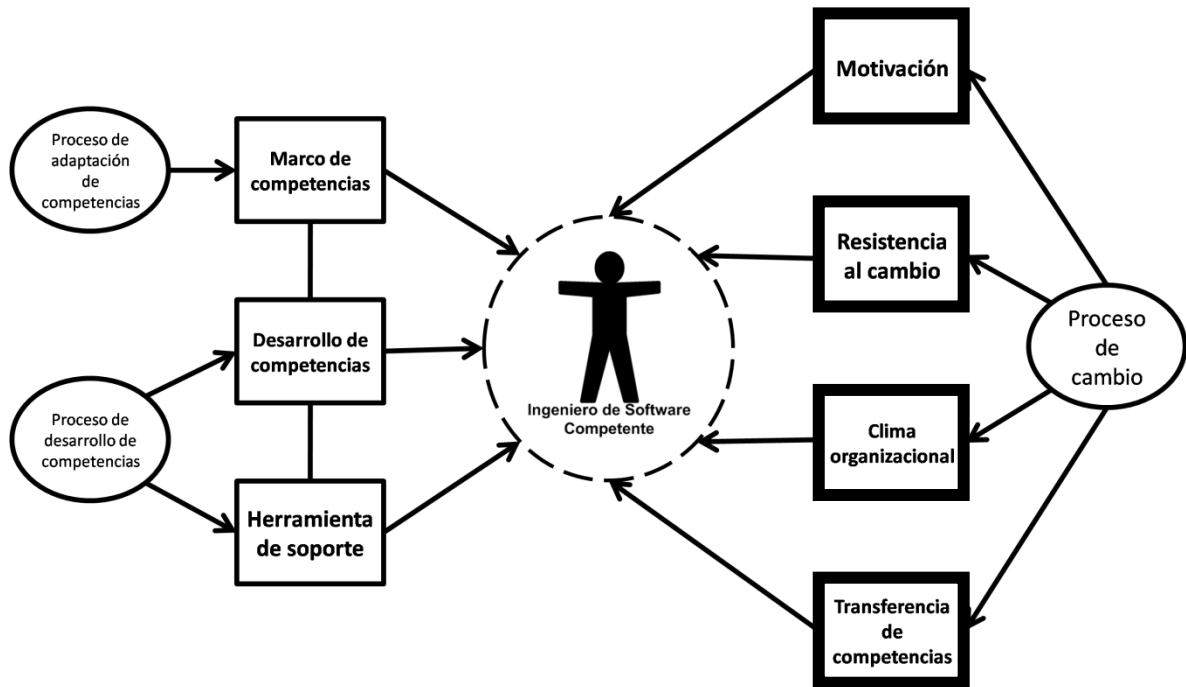 Proceso de
adaptación
de
competencias
Marco de
competencias
Desarrollo de
competencias
Proceso de
desarrollo de
competencias
Herramienta
de soporte
Ingeniero de Software
Competente
Motivación
Resistencia
al cambio
Clima
organizacional
Transferencia
de
competencias
Proceso
de
cambio